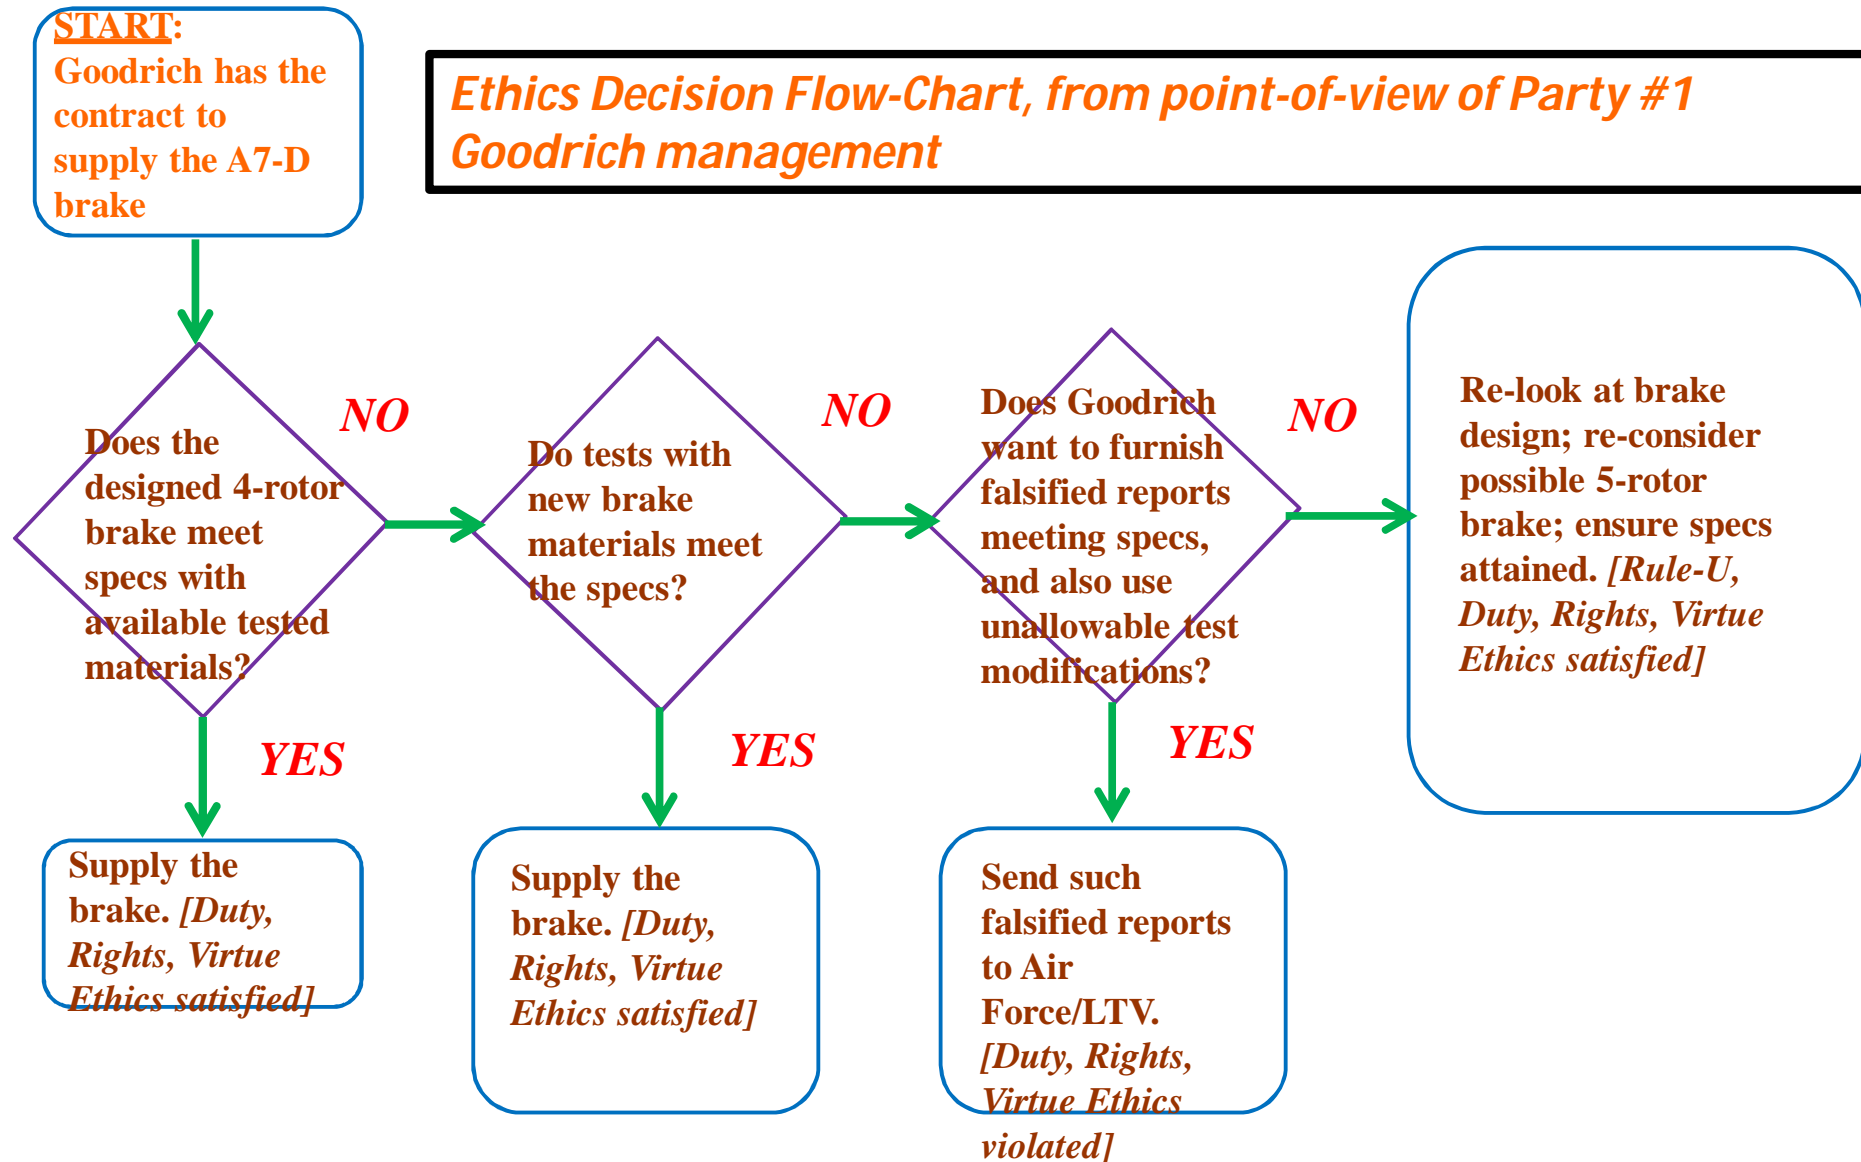 START:
Goodrich has the
contract to
supply the A7-D
brake
Ethics Decision Flow-Chart, from point-of-view of Party #1
Goodrich management
Does the
designed 4-rotor
brake meet
specs with
available tested
materials?
NO
YES
Supply the
brake. [Duty,
Rights, Virtue
Ethics satisfied]
Do tests with
new brake
materials meet
the specs?
NO
YES
Supply the
brake. [Duty,
Rights, Virtue
Ethics satisfied]
Does Goodrich
want to furnish
falsified reports
meeting specs,
and also use
unallowable test
modifications?
NO
YES
Send such
falsified reports
to Air
Force/LTV.
[Duty, Rights,
Virtue Ethics
violated]
Re-look at brake
design; re-consider
possible 5-rotor
brake; ensure specs
attained. [Rule-U,
Duty, Rights, Virtue
Ethics satisfied]